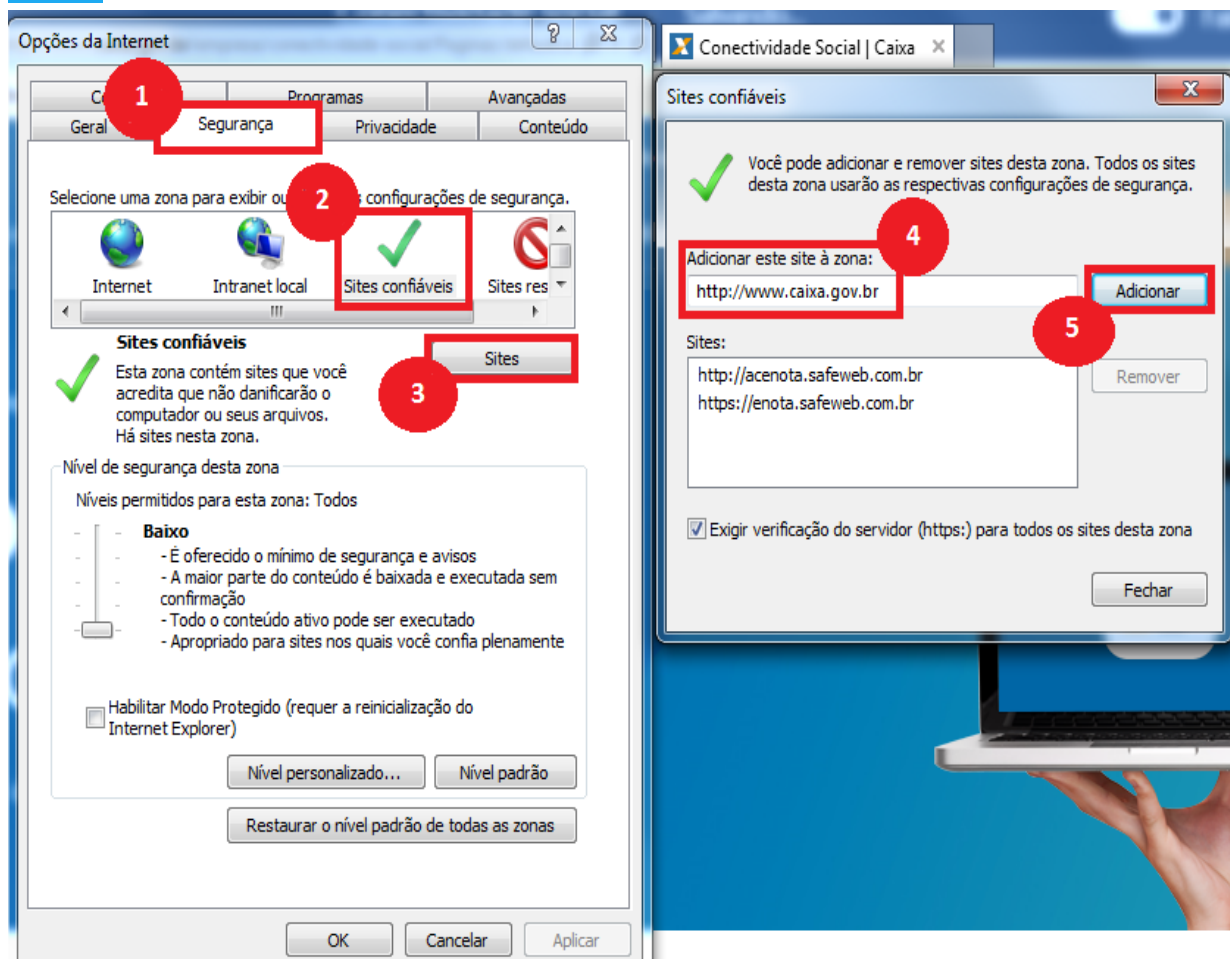 Opções da Internet
1
Programas
Avançadas
Geral
Segurança
Privacidade
Conteúdo
Selecione uma zona para exibir ou
2
configurações de segurança.
Internet
Intranet local
Sites confiáveis
Sites res
Sites confiáveis
Esta zona contém sites que você
acredita que não danificarão o
computador ou seus arquivos.
Há sites nesta zona.
Sites
3
Nível de segurança desta zona
Níveis permitidos para esta zona: Todos
Baixo
- É oferecido o mínimo de segurança e avisos
- A maior parte do conteúdo é baixada e executada sem
confirmação
- Todo o conteúdo ativo pode ser executado
- Apropriado para sites nos quais você confia plenamente
Habilitar Modo Protegido (requer a reinicialização do
Internet Explorer)
Nível personalizado...
Nível padrão
Restaurar o nível padrão de todas as zonas
OK
Cancelar
Aplicar
Conectividade Social | Caixa
Sites confiáveis
Você pode adicionar e remover sites desta zona. Todos os sites
desta zona usarão as respectivas configurações de segurança.
4
Adicionar este site à zona:
http://www.caixa.gov.br
Adicionar
5
Sites:
http://acenota.safeweb.com.br
https://enota.safeweb.com.br
Remover
Exigir verificação do servidor (https:) para todos os sites desta zona
Fechar